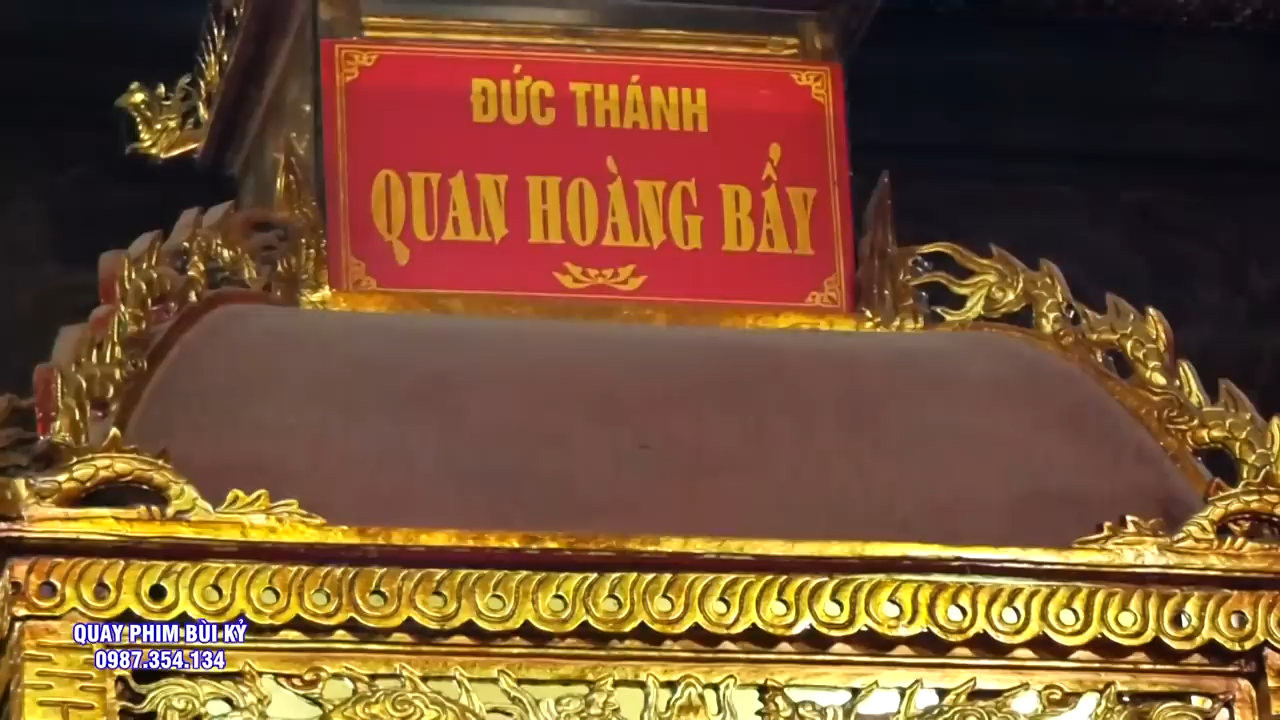 ĐỨC THÁNH
QUAN HOÀNG BẨY
QUAY PHIM BÙI KỶ
0987.354.134